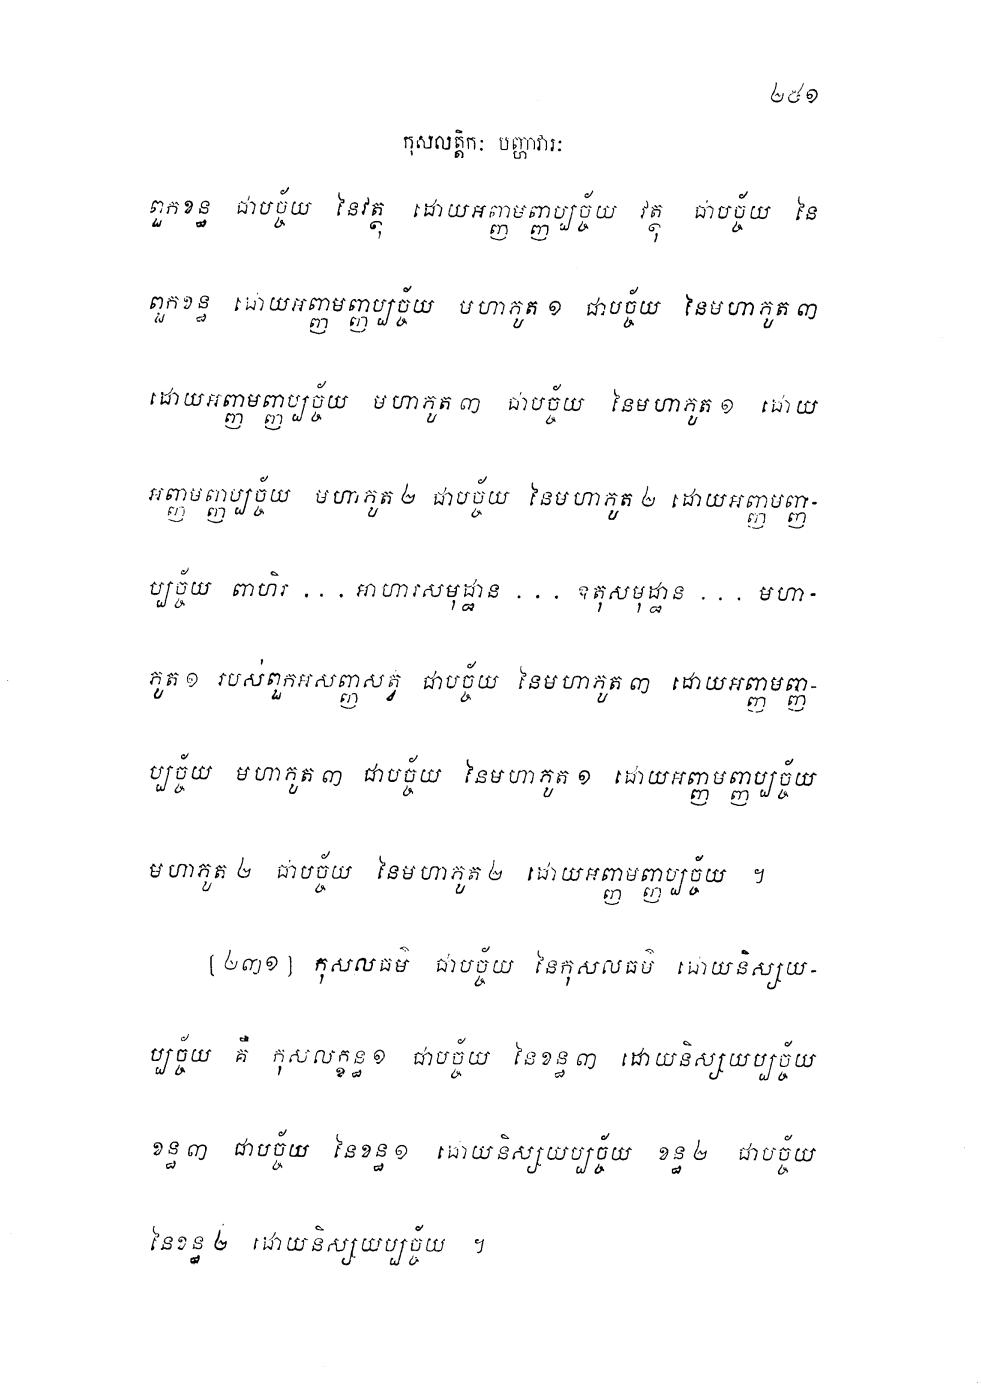 ២៥១
កុសលត្តិកៈ បញ្ហាវារៈ
ពួកខន្ធ ជាបច្ច័យ នៃវត្ថុ ដោយអញ្ញមញ្ញប្បច្ច័យ វត្ថុ ជាបច្ច័យ នៃ
ពួកខន្ធ ដោយអញ្ញមញ្ញប្បច្ច័យ មហាភូត ១ ជាបច្ច័យ នៃមហាភូត ៣
ដោយអញ្ញមញ្ញប្បច្ច័យ មហាភូត ៣ ជាបច្ច័យ នៃមហាភូត ១ ដោយ
អញ្ញមញ្ញប្បច្ច័យ មហាភូត ២ ជាបច្ច័យ នៃមហាភូត ២ ដោយអញ្ញមញ្ញ-
ប្បច្ច័យ ពាហិរ ... អាហារសមុដ្ឋាន ... ឧតុសមុដ្ឋាន ... មហា-
ភូត ១ របស់ពួកអសញ្ញសត្វ ជាបច្ច័យ នៃមហាភូត ៣ ដោយអញ្ញមញ្ញ-
ប្បច្ច័យ មហាភូត ៣ ជាបច្ច័យ នៃមហាភូត ១ ដោយអញ្ញមញ្ញប្បច្ច័យ
មហាភូត ២ ជាបច្ច័យ នៃមហាភូត ២ ដោយអញ្ញមញ្ញប្បច្ច័យ ។
[២៣១] កុសលធម៌ ជាបច្ច័យ នៃកុសលធម៌ ដោយនិស្សយ-
ប្បច្ច័យ គឺ កុសលក្ខន្ធ ១ ជាបច្ច័យ នៃខន្ធ ៣ ដោយនិស្សយប្បច្ច័យ
ខន្ធ ៣ ជាបច្ច័យ នៃខន្ធ ១ ដោយនិស្សយប្បច្ច័យ ខន្ធ ២ ជាបច្ច័យ
នៃខន្ធ ២ ដោយនិស្សយប្បច្ច័យ ។